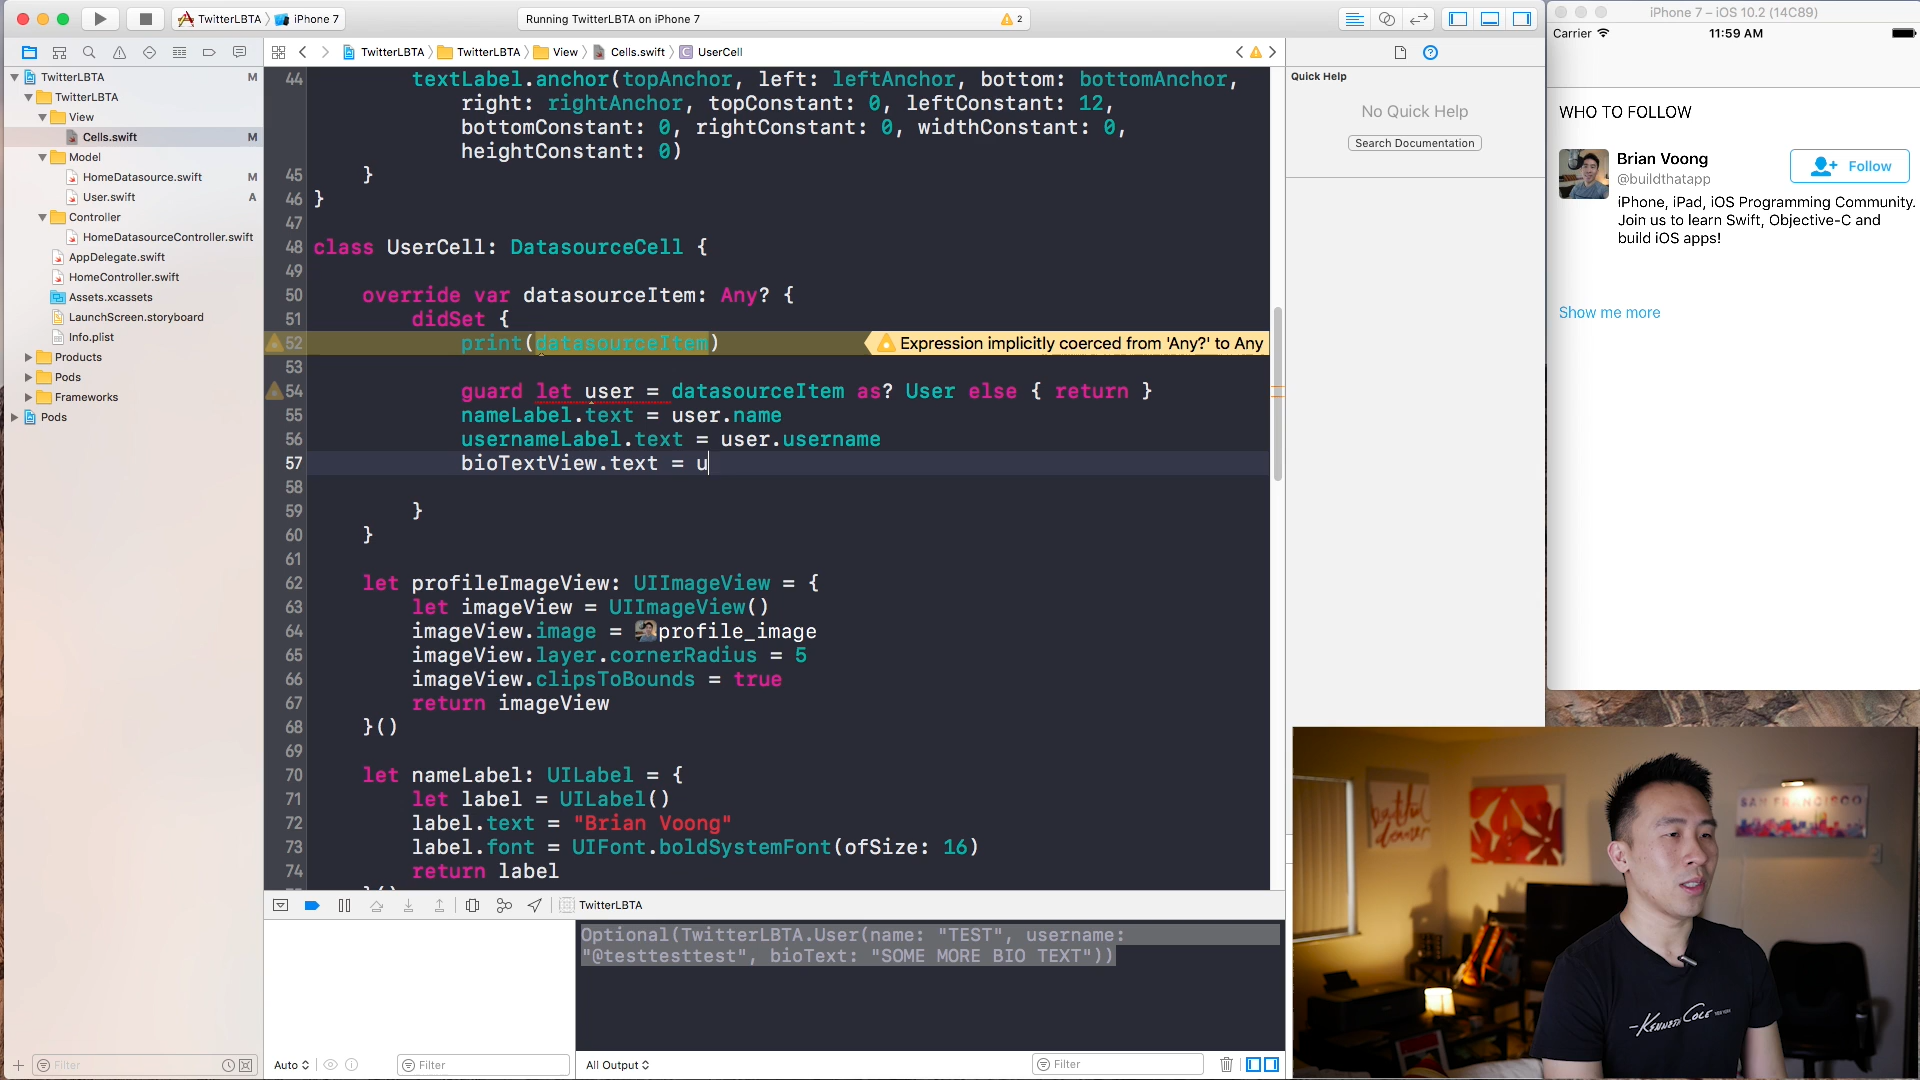 TwitterLBTA
iPhone 7
Running TwitterLBTA on iPhone 7
2
iPhone 7 – iOS 10.2 (14C89)
TwitterLBTA
TwitterLBTA
View
Cells.swift
UserCell
Carrier
11:59 AM
TwitterLBTA M
TwitterLBTA
View
Cells.swift M
Model
HomeDatasource.swift M
User.swift A
Controller
HomeDatasourceController.swift
AppDelegate.swift
HomeController.swift
Assets.xcassets
LaunchScreen.storyboard
Info.plist
Products
Pods
Frameworks
Pods
Filter
44 textLabel.anchor(topAnchor, left: leftAnchor, bottom: bottomAnchor,
right: rightAnchor, topConstant: 0, leftConstant: 12,
bottomConstant: 0, rightConstant: 0, widthConstant: 0,
heightConstant: 0)
45 }
46 }
47
48 class UserCell: DatasourceCell {
49
50 override var datasourceItem: Any? {
51 didSet {
52 print(datasourceItem)
Expression implicitly coerced from 'Any?' to Any
53
54 guard let user = datasourceItem as? User else { return }
55 nameLabel.text = user.name
56 usernameLabel.text = user.username
57 bioTextView.text = u
58
59 }
60 }
61
62 let profileImageView: UIImageView = {
63 let imageView = UIImageView()
64 imageView.image = profile_image
65 imageView.layer.cornerRadius = 5
66 imageView.clipsToBounds = true
67 return imageView
68 }()
69
70 let nameLabel: UILabel = {
71 let label = UILabel()
72 label.text = "Brian Voong"
73 label.font = UIFont.boldSystemFont(ofSize: 16)
74 return label
}()
TwitterLBTA
Optional(TwitterLBTA.User(name: "TEST", username:
"@testtesttest", bioText: "SOME MORE BIO TEXT"))
Auto
Filter
All Output
Filter
Quick Help
No Quick Help
Search Documentation
WHO TO FOLLOW
Brian Voong
@buildthatapp
Follow
iPhone, iPad, iOS Programming Community.
Join us to learn Swift, Objective-C and
build iOS apps!
Show me more
beautiful
SAN FRANCISCO
KENNETH COLE